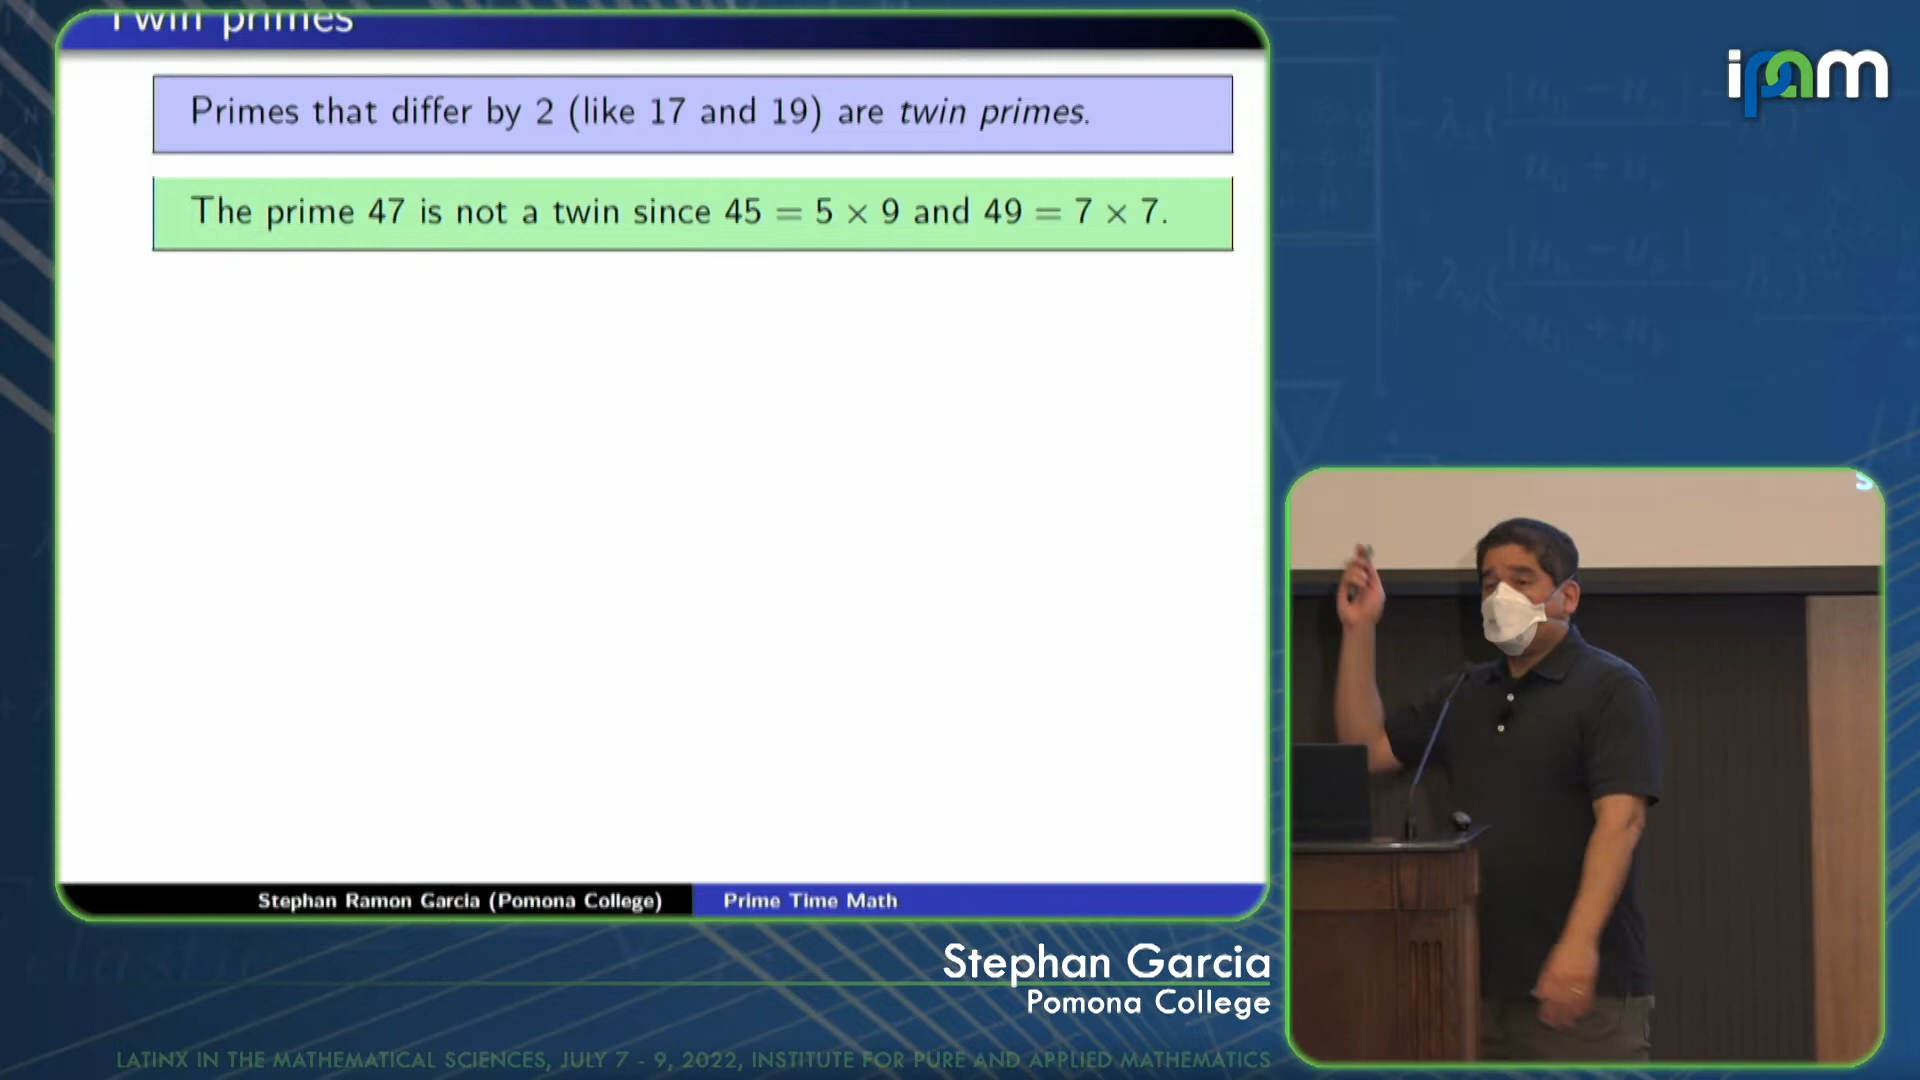 Twin primes
ipam
Primes that differ by 2 (like 17 and 19) are twin primes.
The prime 47 is not a twin since 45 = 5 × 9 and 49 = 7 × 7.
Stephan Ramon Garcia (Pomona College)
Prime Time Math
Stephan Garcia
Pomona College
LATINX IN THE MATHEMATICAL SCIENCES, JULY 7 - 9, 2022, INSTITUTE FOR PURE AND APPLIED MATHEMATICS